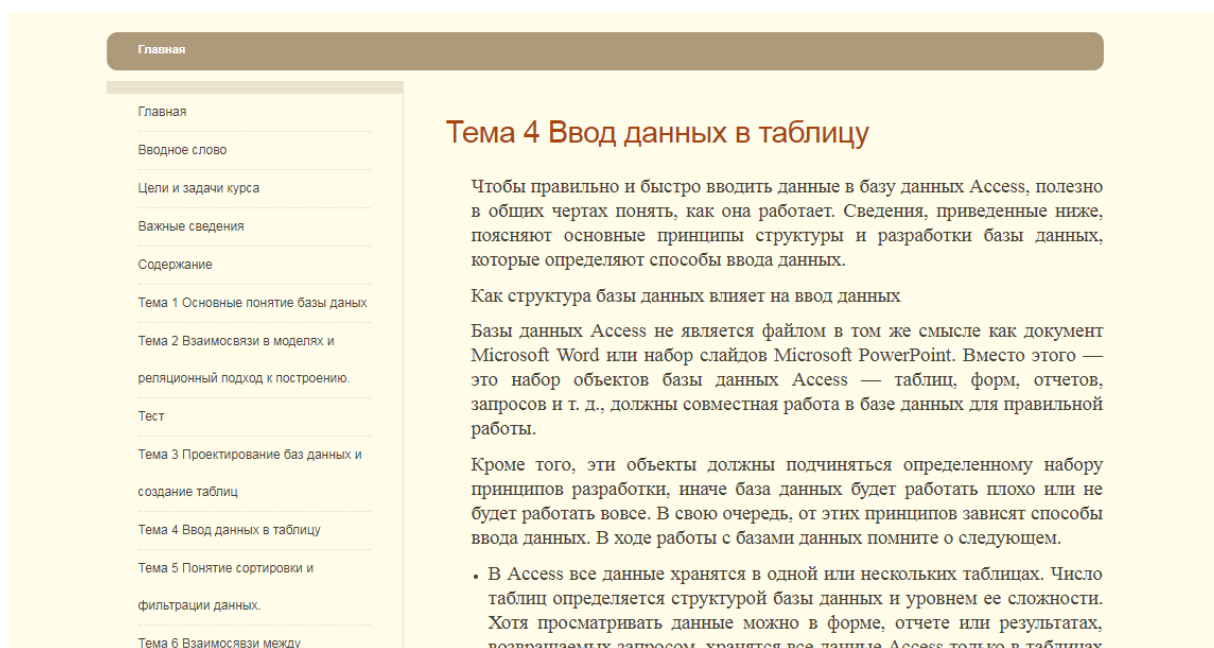 Главная
Главная
Вводное слово
Цели и задачи курса
Важные сведения
Содержание
Тема 1 Основные понятие базы даных
Тема 2 Взаимосвязи в моделях и
реляционный подход к построению.
Тест
Тема 3 Проектирование баз данных и
создание таблиц
Тема 4 Ввод данных в таблицу
Тема 5 Понятие сортировки и
фильтрации данных.
Тема 6 Взаимосявзи между
Тема 4 Ввод данных в таблицу
Чтобы правильно и быстро вводить данные в базу данных Access, полезно
в общих чертах понять, как она работает. Сведения, приведенные ниже,
поясняют основные принципы структуры и разработки базы данных,
которые определяют способы ввода данных.
Как структура базы данных влияет на ввод данных
Базы данных Access не является файлом в том же смысле как документ
Microsoft Word или набор слайдов Microsoft PowerPoint. Вместо этого —
это набор объектов базы данных Access — таблиц, форм, отчетов,
запросов и т. д., должны совместная работа в базе данных для правильной
работы.
Кроме того, эти объекты должны подчиняться определенному набору
принципов разработки, иначе база данных будет работать плохо или не
будет работать вовсе. В свою очередь, от этих принципов зависят способы
ввода данных. В ходе работы с базами данных помните о следующем.
• В Access все данные хранятся в одной или нескольких таблицах. Число
таблиц определяется структурой базы данных и уровнем ее сложности.
Хотя просматривать данные можно в форме, отчете или результатах,
возвращаемых запросом, хранятся все данные Access только в таблицах